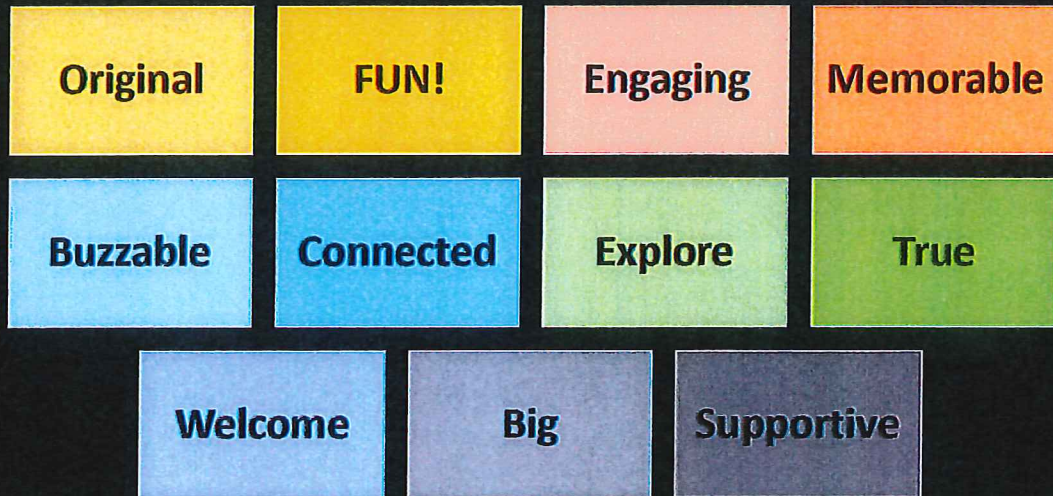 Original FUN! Engaging Memorable
Buzzable Connected Explore True
Welcome Big Supportive